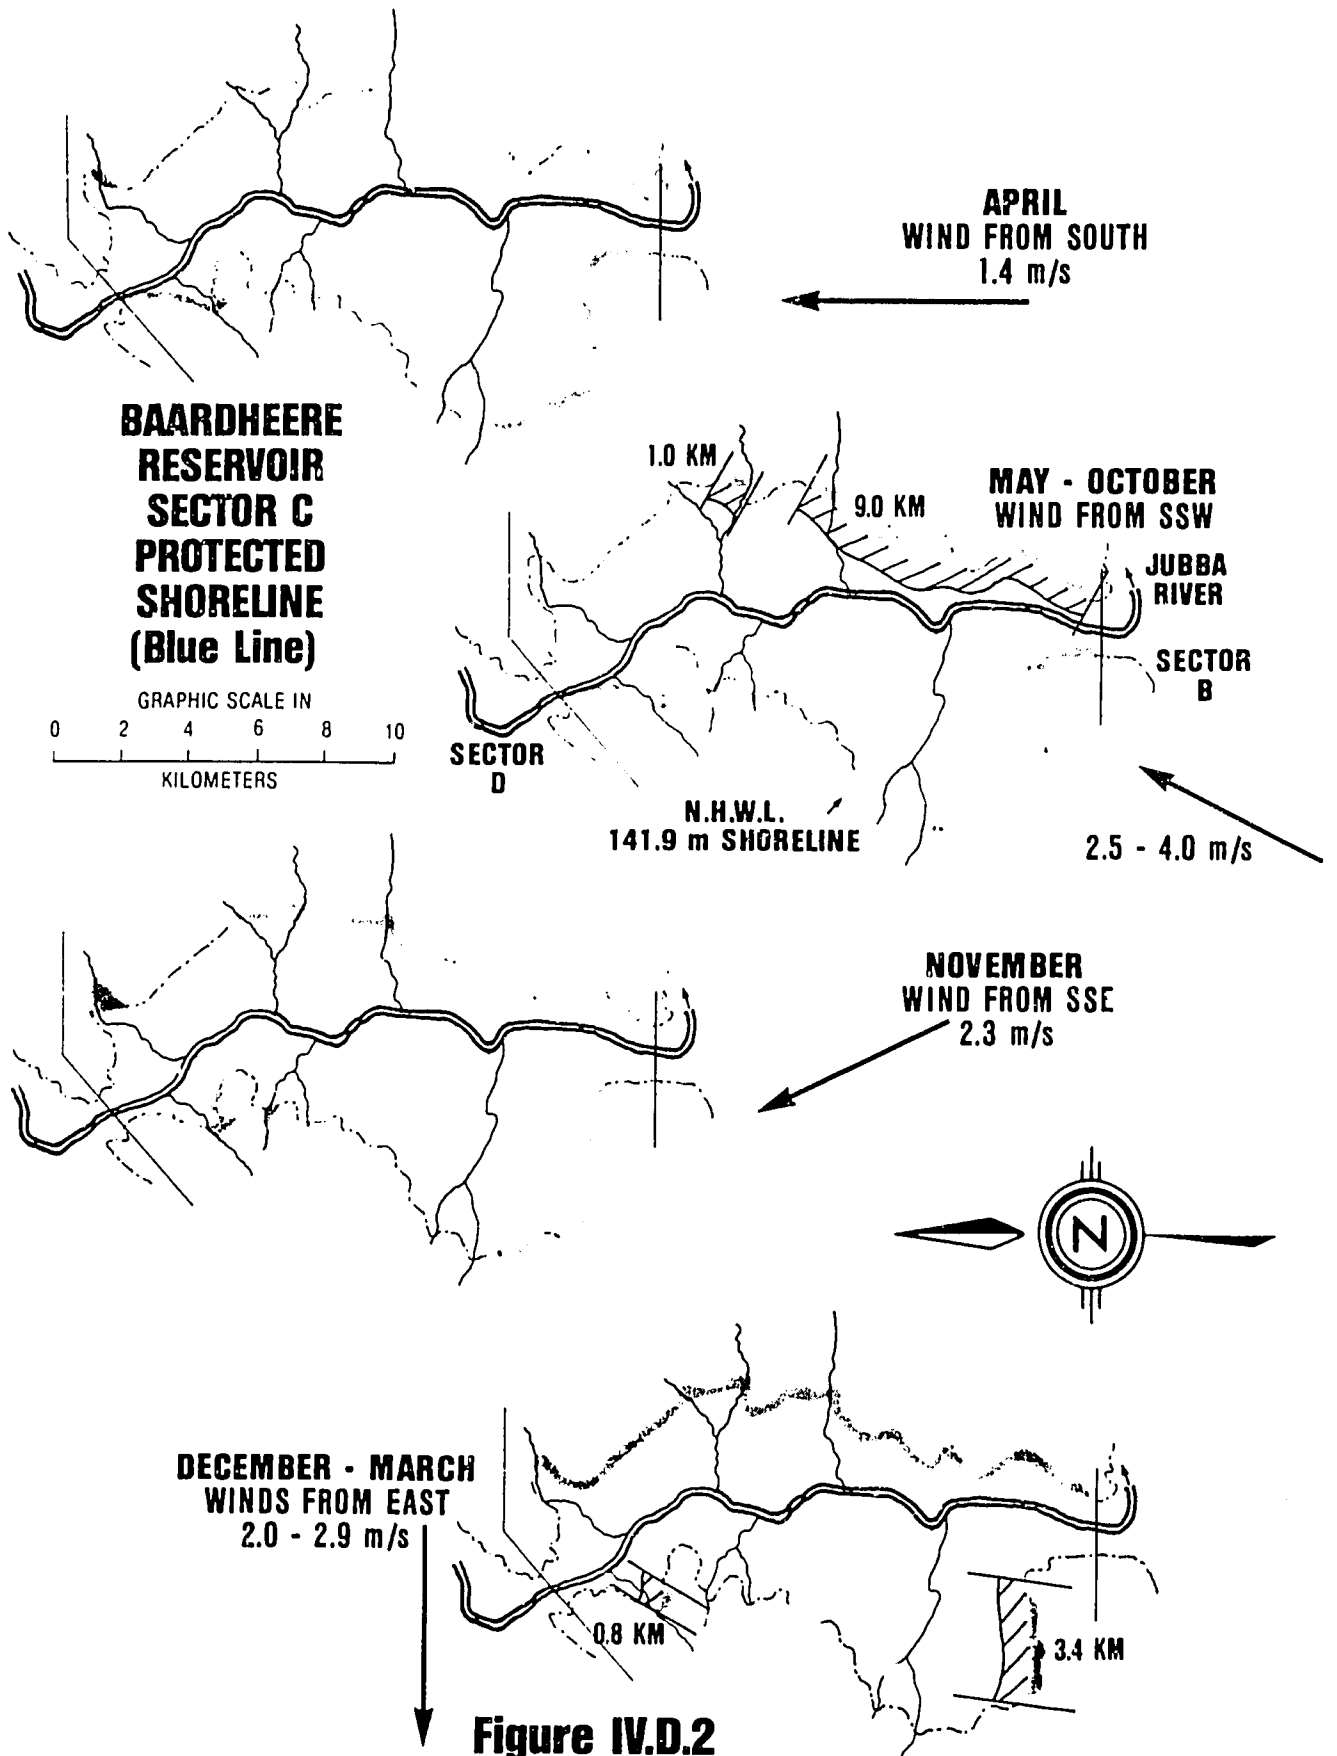 APRIL
WIND FROM SOUTH
1.4 m/s
BAARDHEERE
RESERVOIR
SECTOR C
PROTECTED
SHORELINE
(Blue Line)
GRAPHIC SCALE IN
0 2 4 6 8 10
KILOMETERS
1.0 KM
9.0 KM
MAY - OCTOBER
WIND FROM SSW
JUBBA
RIVER
SECTOR
B
SECTOR
D
N.H.W.L.
141.9 m SHORELINE
2.5 - 4.0 m/s
NOVEMBER
WIND FROM SSE
2.3 m/s
N
DECEMBER - MARCH
WINDS FROM EAST
2.0 - 2.9 m/s
0.8 KM
3.4 KM
Figure IV.D.2